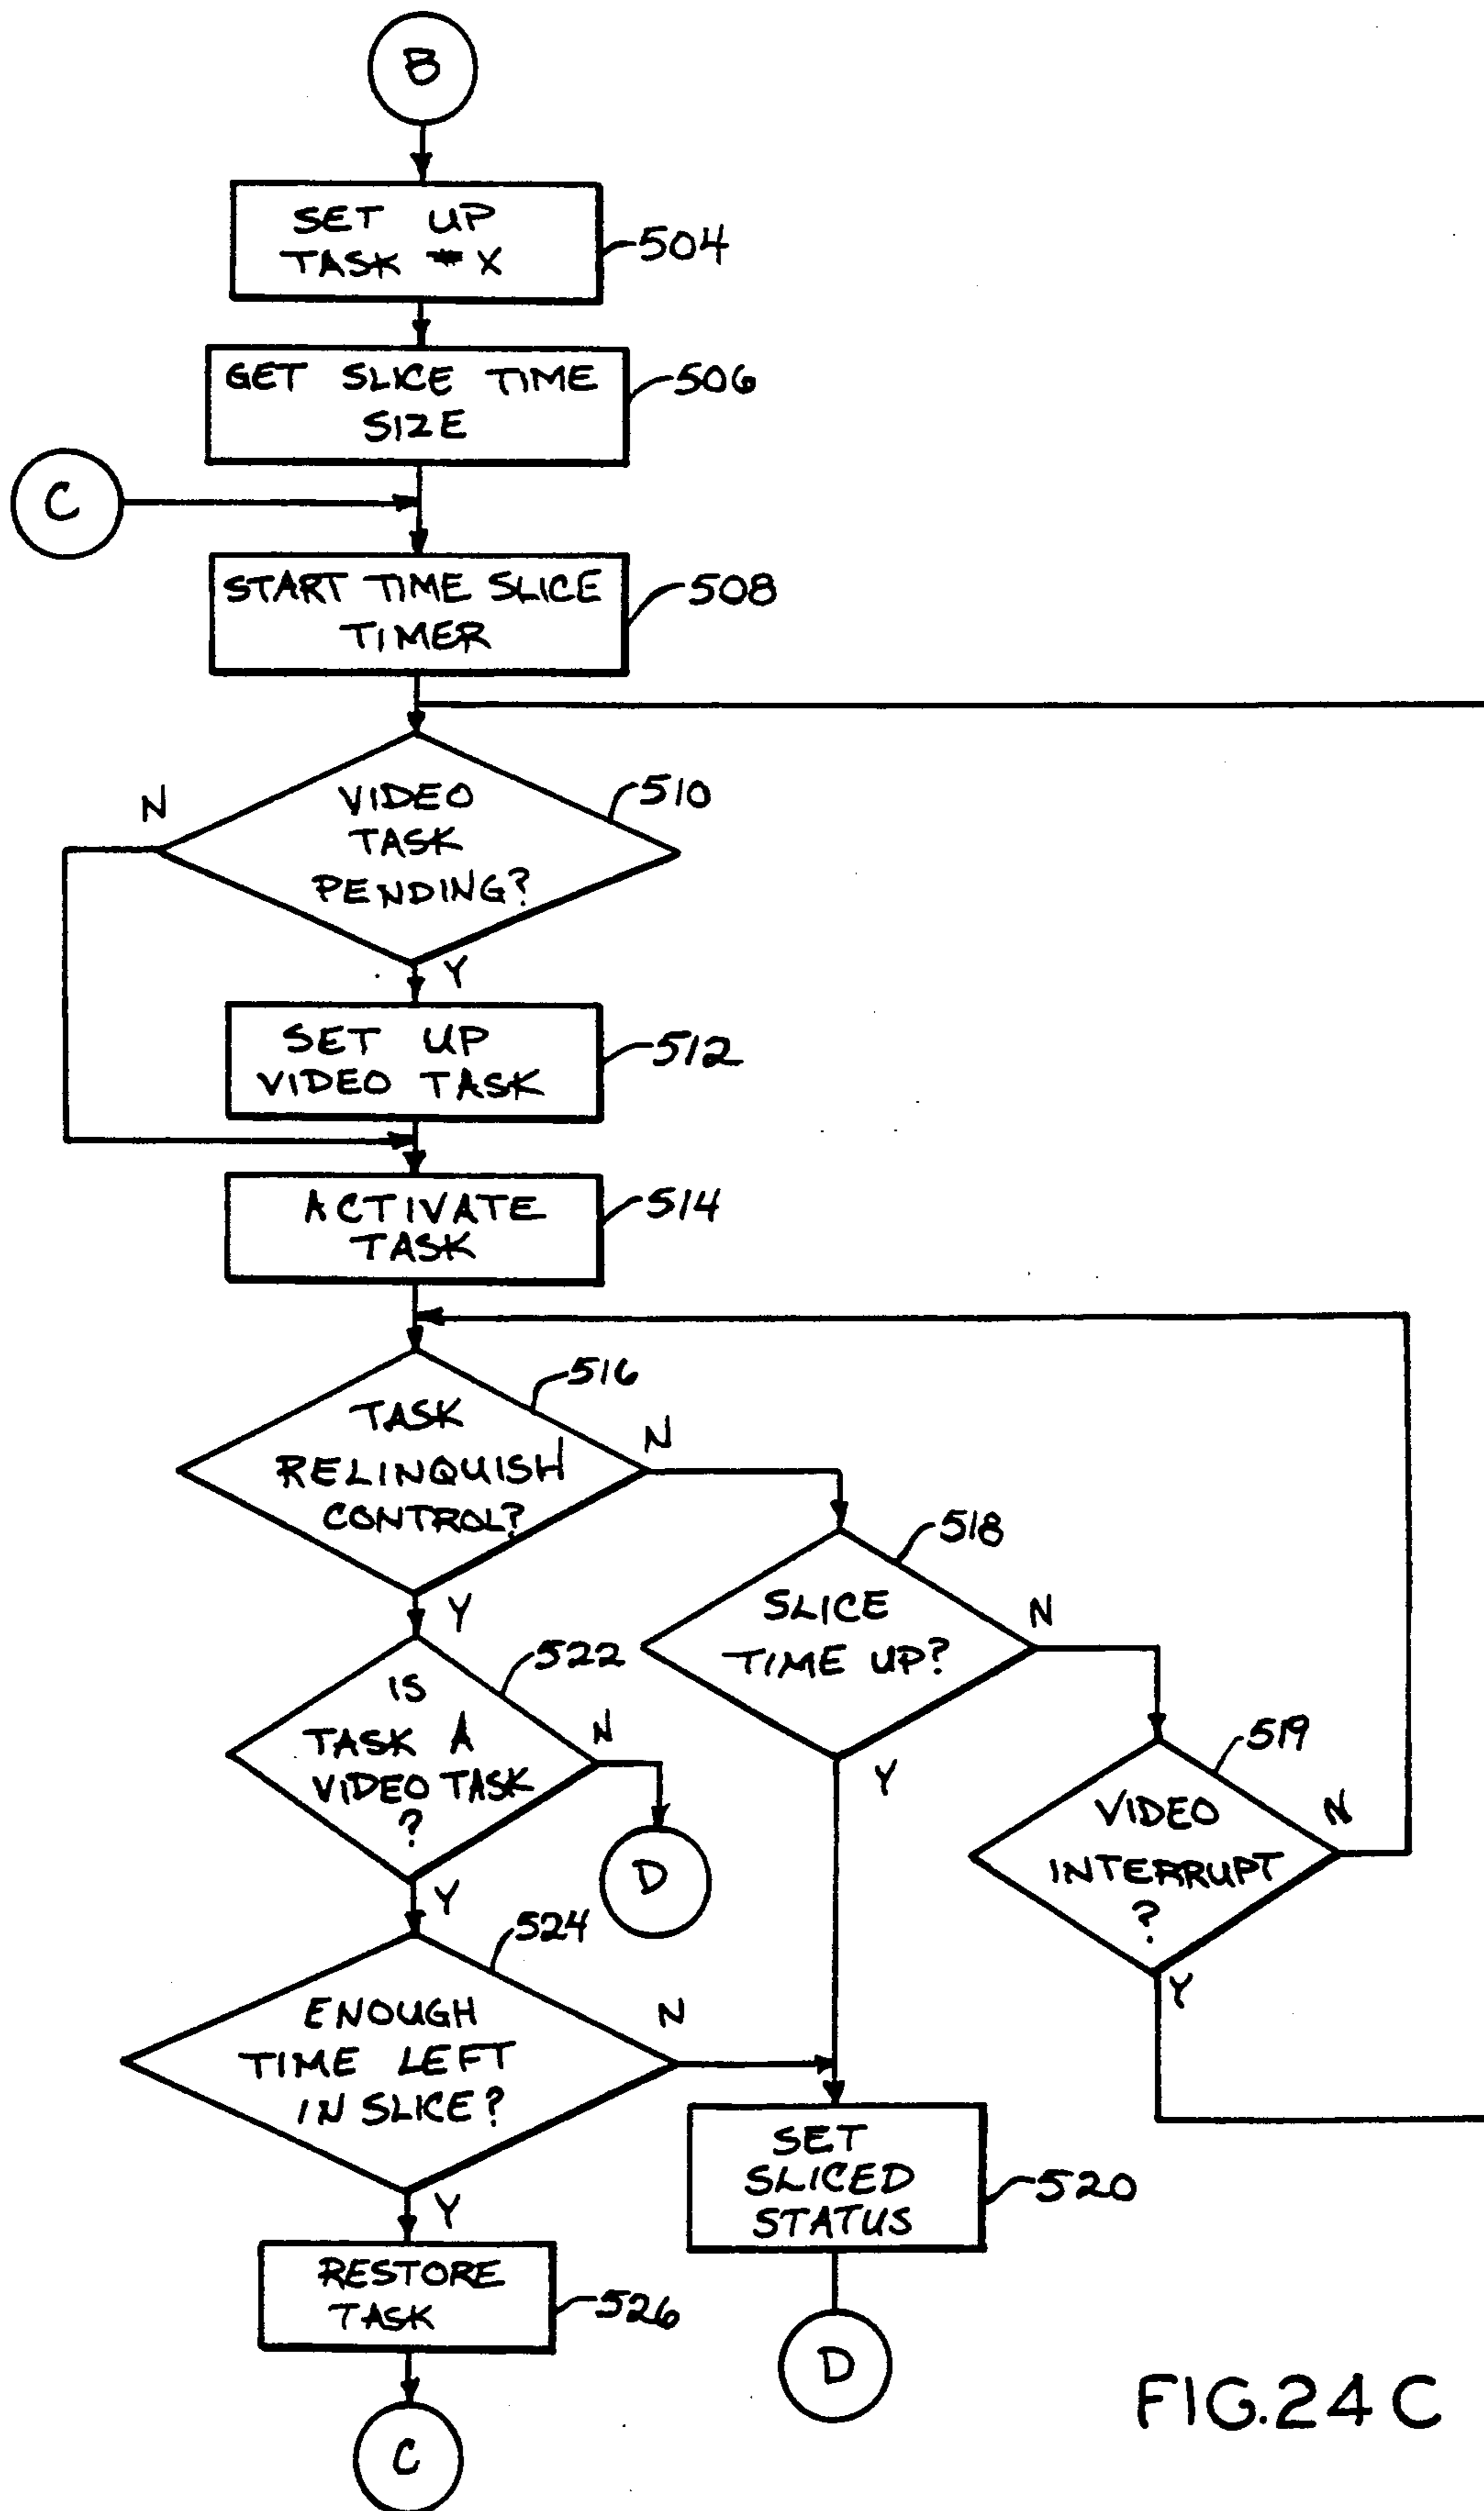 B
SET UP
TASK # X
504
GET SLICE TIME
SIZE
506
C
START TIME SLICE
TIMER
508
N
VIDEO
TASK
PENDING?
510
Y
SET UP
VIDEO TASK
512
ACTIVATE
TASK
514
TASK
RELINQUISH
CONTROL?
516
N
Y
SLICE
TIME UP?
518
N
Y
IS
TASK A
VIDEO TASK
?
522
N
Y
D
VIDEO
INTERRUPT
?
519
N
Y
ENOUGH
TIME LEFT
IN SLICE?
524
N
Y
SET
SLICED
STATUS
520
RESTORE
TASK
526
D
C
FIG.24C